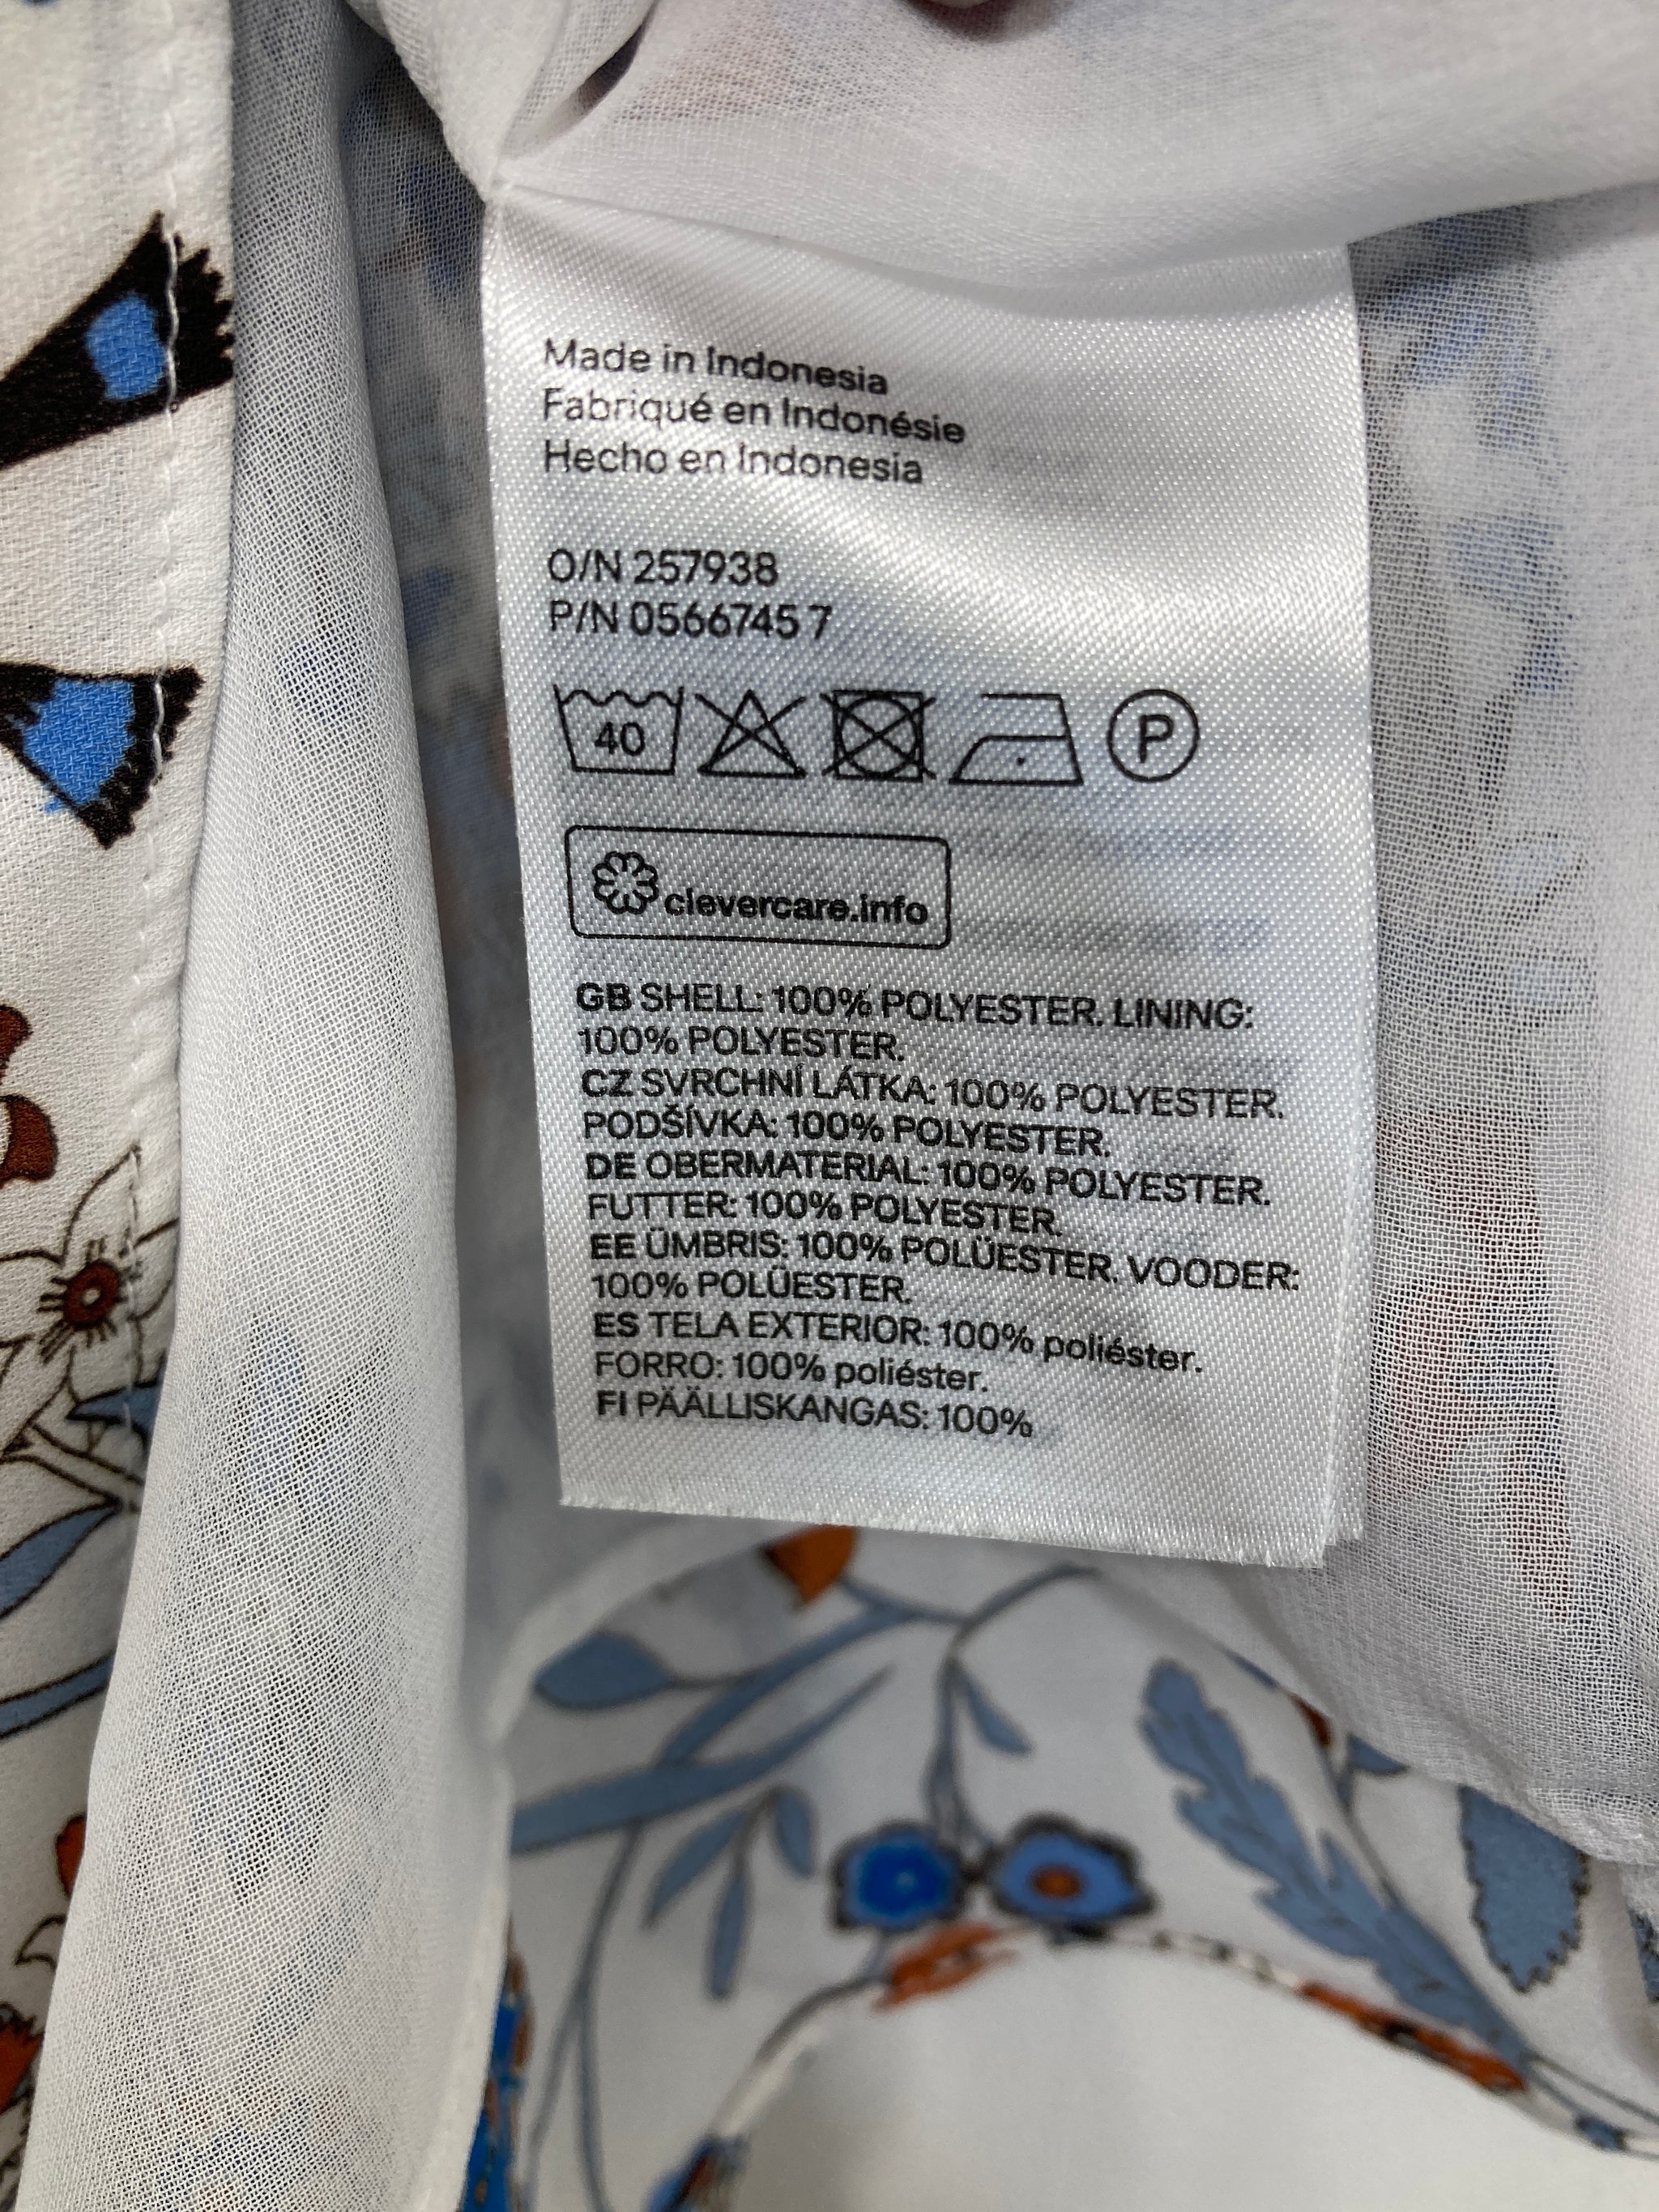 Made in Indonesia
Fabriqué en Indonésie
Hecho en Indonesia
O/N 257938
P/N 0566745 7
40
P
clevercare.info
GB SHELL: 100% POLYESTER. LINING:
100% POLYESTER.
CZ SVRCHNÍ LÁTKA: 100% POLYESTER.
PODŠÍVKA: 100% POLYESTER.
DE OBERMATERIAL: 100% POLYESTER.
FUTTER: 100% POLYESTER.
EE ÜMBRIS: 100% POLÜESTER. VOODER:
100% POLÜESTER.
ES TELA EXTERIOR: 100% poliéster.
FORRO: 100% poliéster.
FI PÄÄLLISKANGAS: 100%